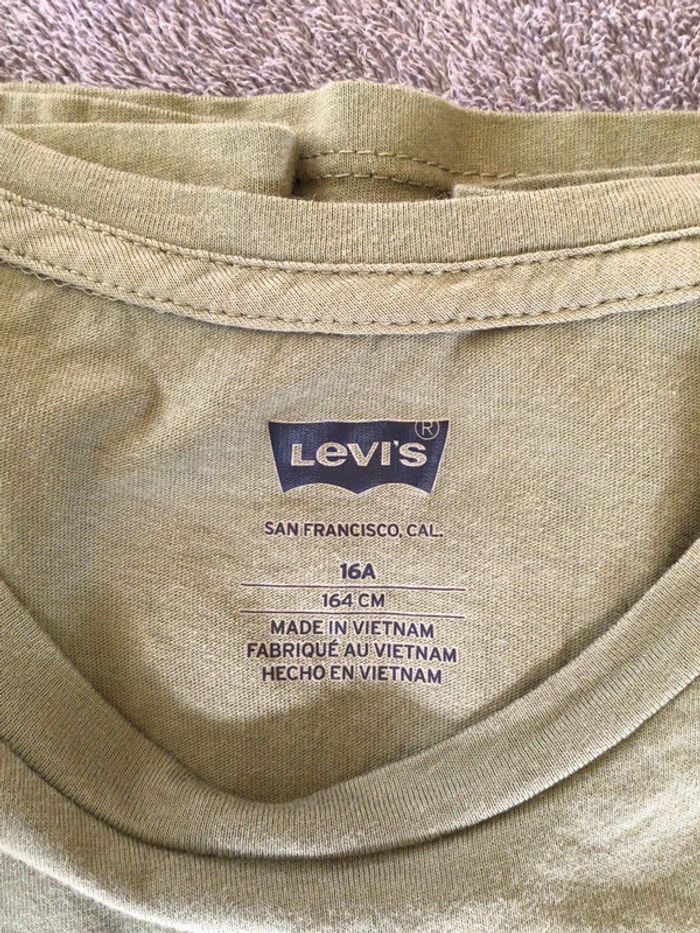 Levi's ®
SAN FRANCISCO, CAL.
16A
164 CM
MADE IN VIETNAM
FABRIQUÉ AU VIETNAM
HECHO EN VIETNAM